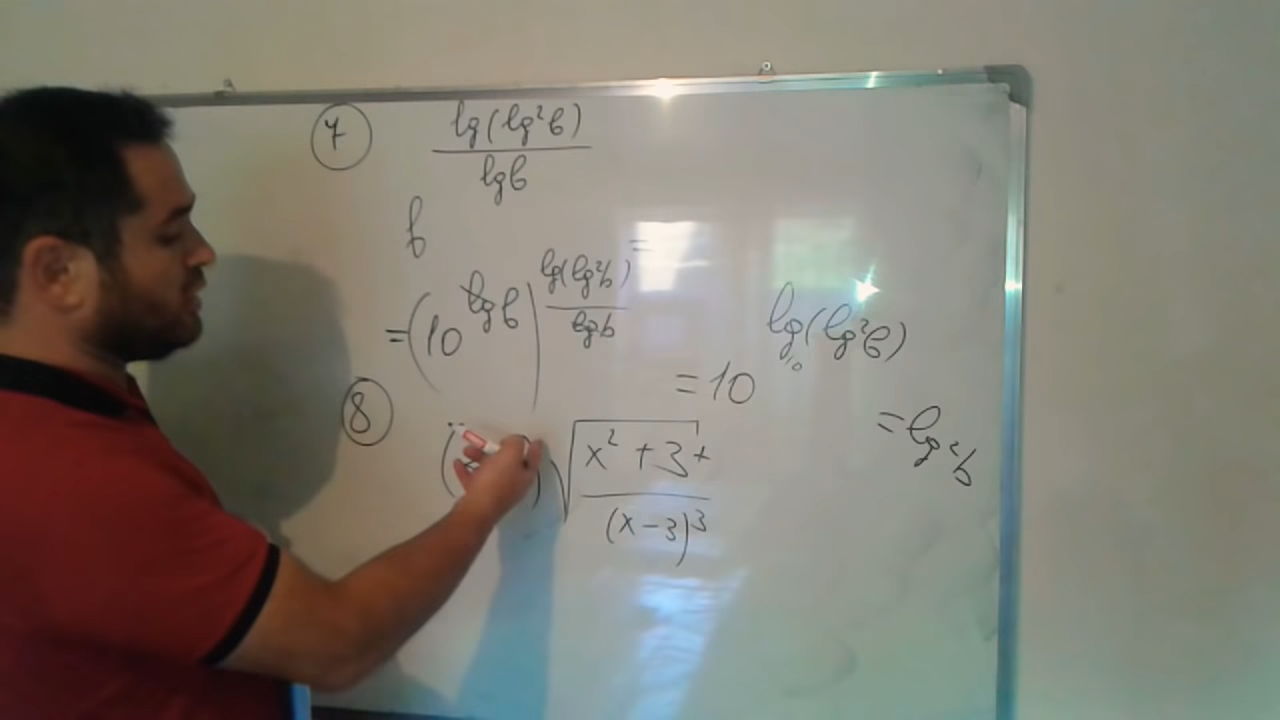 7 lg(lg²b)
lgb
b
= (10^lgb)^(lg(lg²b)/lgb) =
= 10^lg(lg²b)
= lg²b
8 √(x² + 3+
(x-3)³